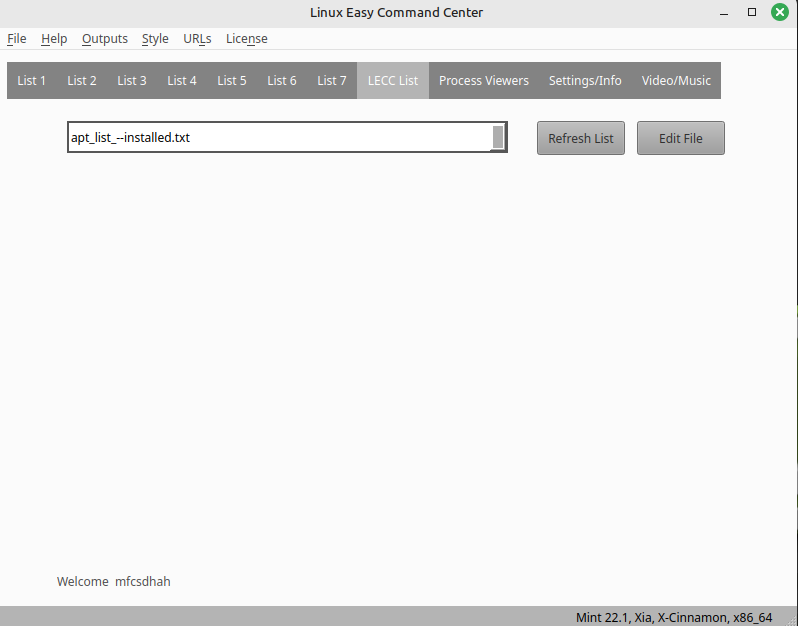 Linux Easy Command Center
File Help Outputs Style URLs License
List 1 List 2 List 3 List 4 List 5 List 6 List 7 LECC List Process Viewers Settings/Info Video/Music
apt_list_--installed.txt Refresh List Edit File
Welcome mfcsdhah
Mint 22.1, Xia, X-Cinnamon, x86_64